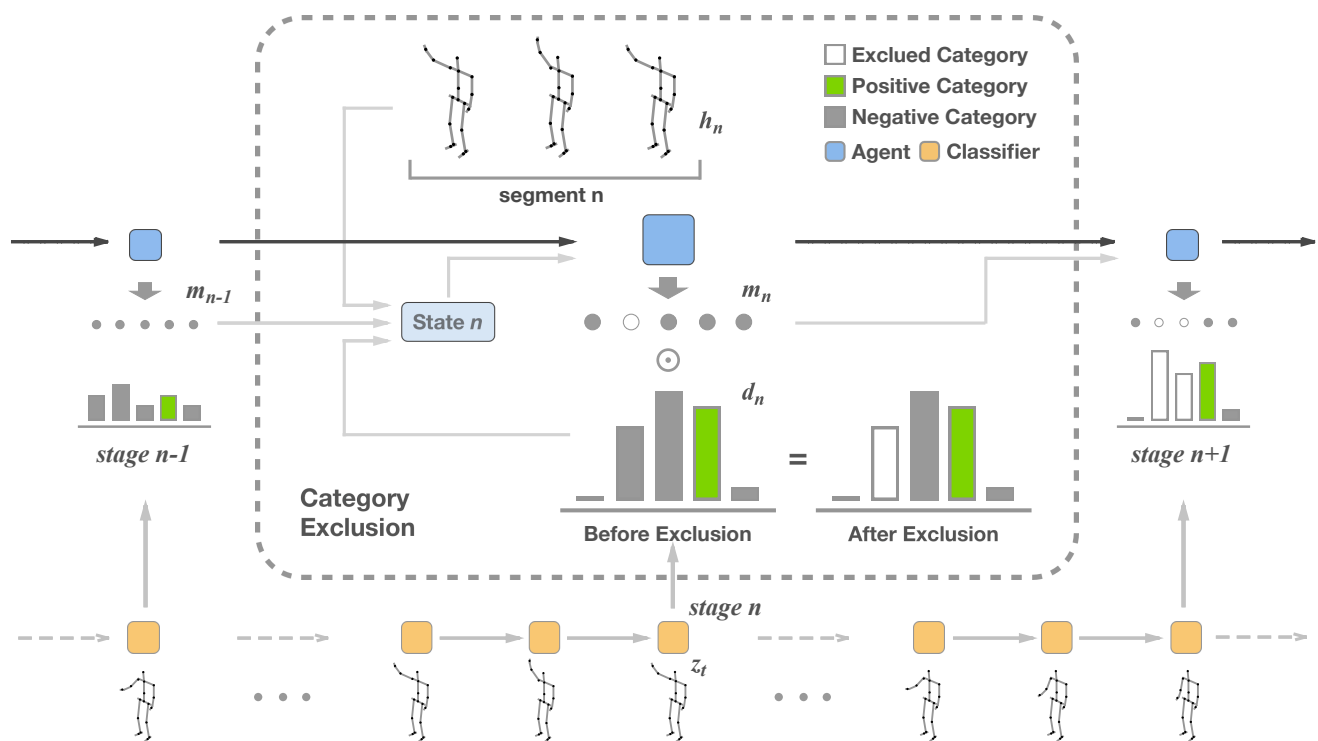 Exclued Category
Positive Category
Negative Category
Agent Classifier
h_n
segment n
m_{n-1}
State n
m_n
d_n
stage n-1
stage n+1
=
Category
Exclusion
Before Exclusion
After Exclusion
stage n
z_t